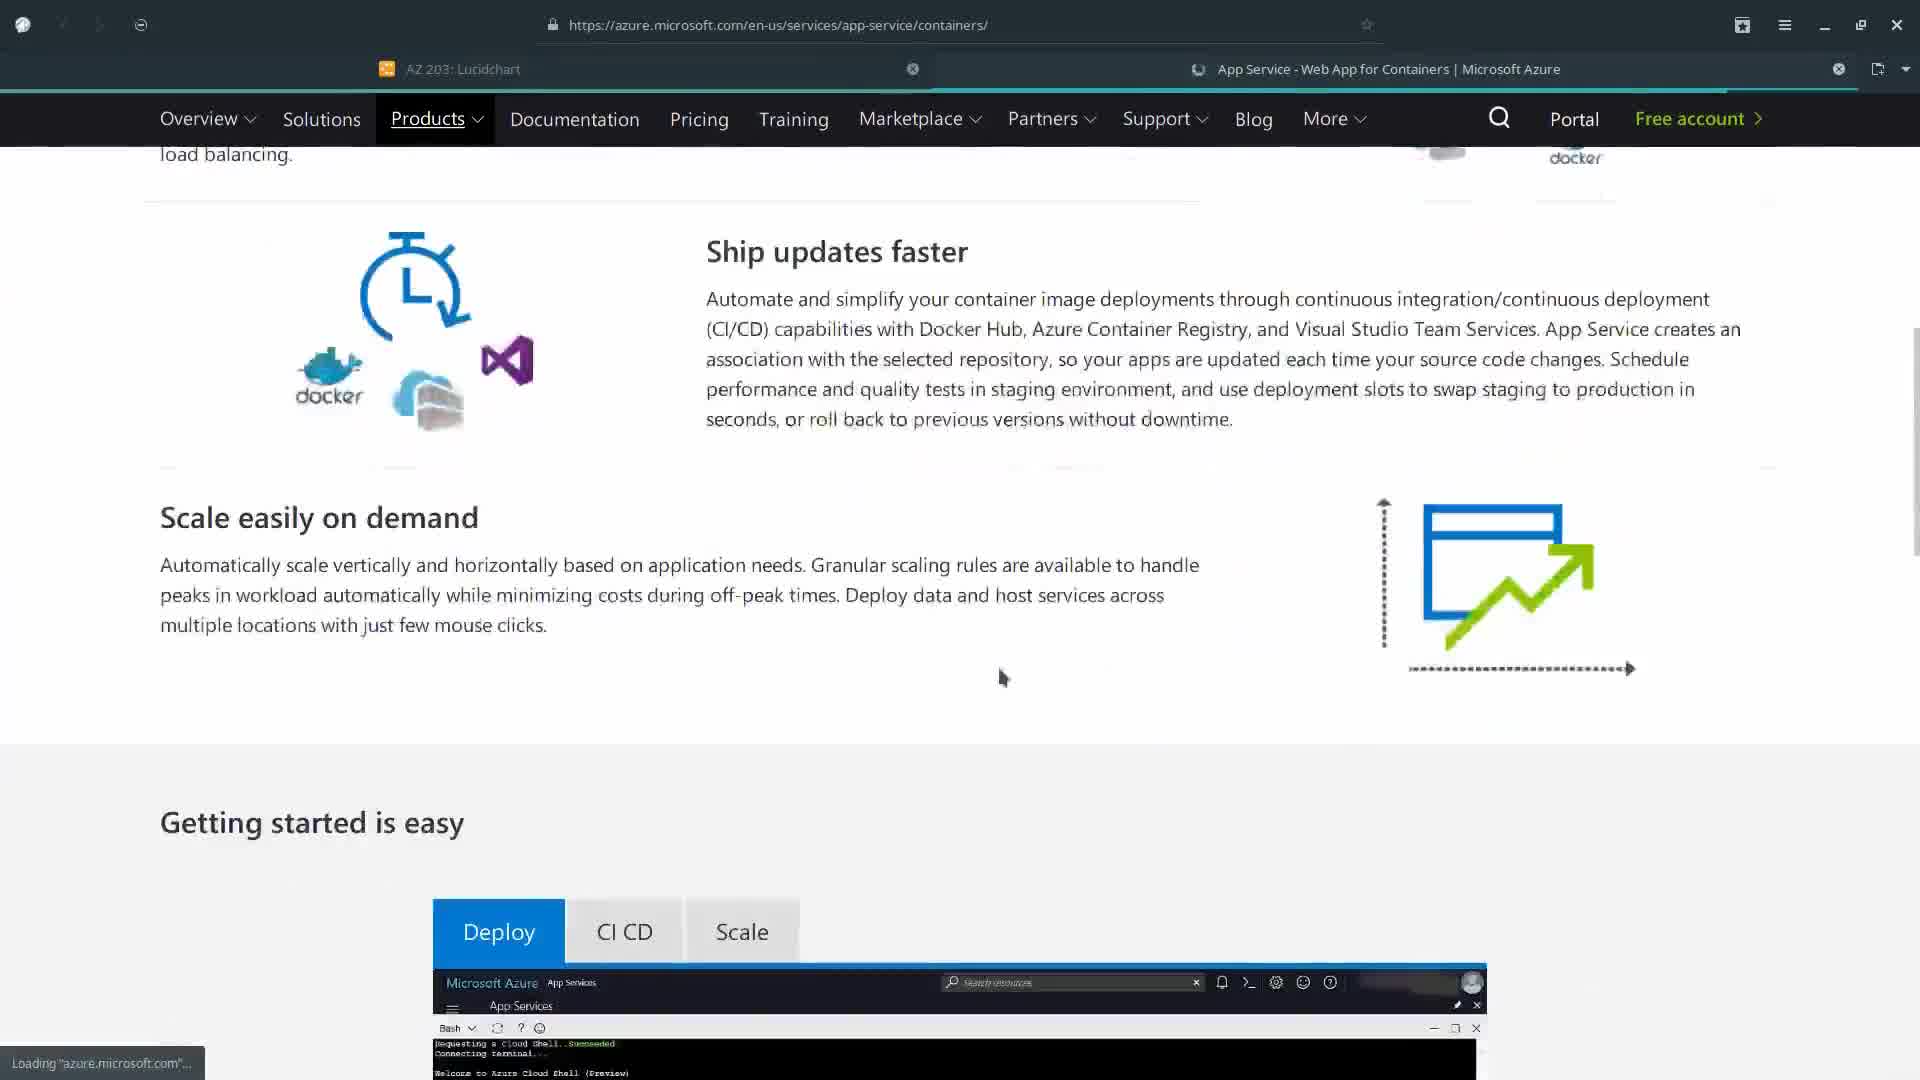 https://azure.microsoft.com/en-us/services/app-service/containers/
AZ 203: Lucidchart
App Service - Web App for Containers | Microsoft Azure
Overview Solutions Products Documentation Pricing Training Marketplace Partners Support Blog More Portal Free account
load balancing.
docker
Ship updates faster
Automate and simplify your container image deployments through continuous integration/continuous deployment
(CI/CD) capabilities with Docker Hub, Azure Container Registry, and Visual Studio Team Services. App Service creates an
association with the selected repository, so your apps are updated each time your source code changes. Schedule
performance and quality tests in staging environment, and use deployment slots to swap staging to production in
seconds, or roll back to previous versions without downtime.
docker
Scale easily on demand
Automatically scale vertically and horizontally based on application needs. Granular scaling rules are available to handle
peaks in workload automatically while minimizing costs during off-peak times. Deploy data and host services across
multiple locations with just few mouse clicks.
Getting started is easy
Deploy CI CD Scale
Microsoft Azure App Services
Search resources
App Services
Bash
Requesting a Cloud Shell.Succeeded
Connecting terminal...
Welcome to Azure Cloud Shell (Preview)
Loading "azure.microsoft.com"...